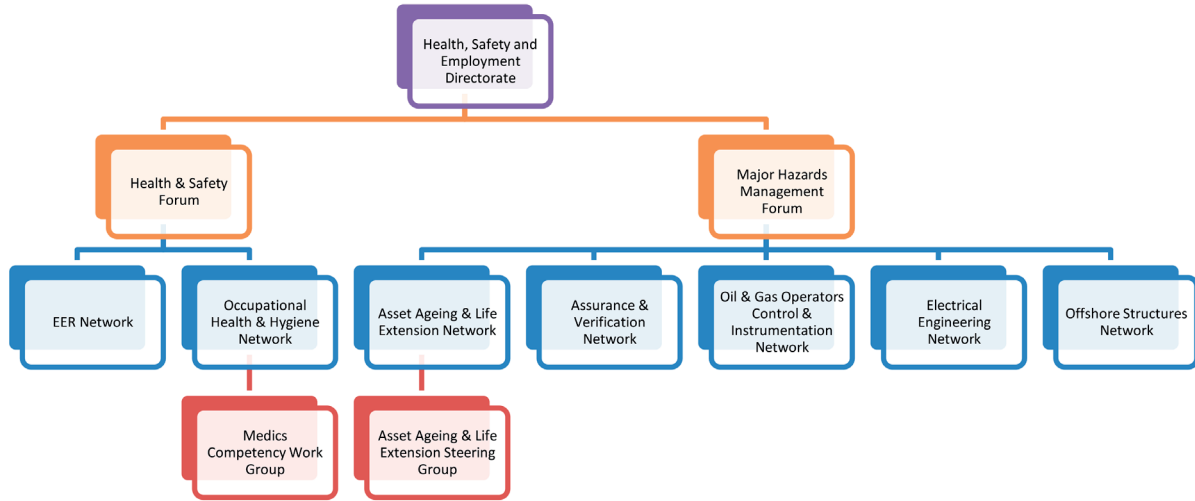 Health, Safety and
Employment
Directorate
Health & Safety
Forum
Major Hazards
Management
Forum
EER Network
Occupational
Health & Hygiene
Network
Asset Ageing & Life
Extension Network
Assurance &
Verification
Network
Oil & Gas Operators
Control &
Instrumentation
Network
Electrical
Engineering
Network
Offshore Structures
Network
Medics
Competency Work
Group
Asset Ageing & Life
Extension Steering
Group